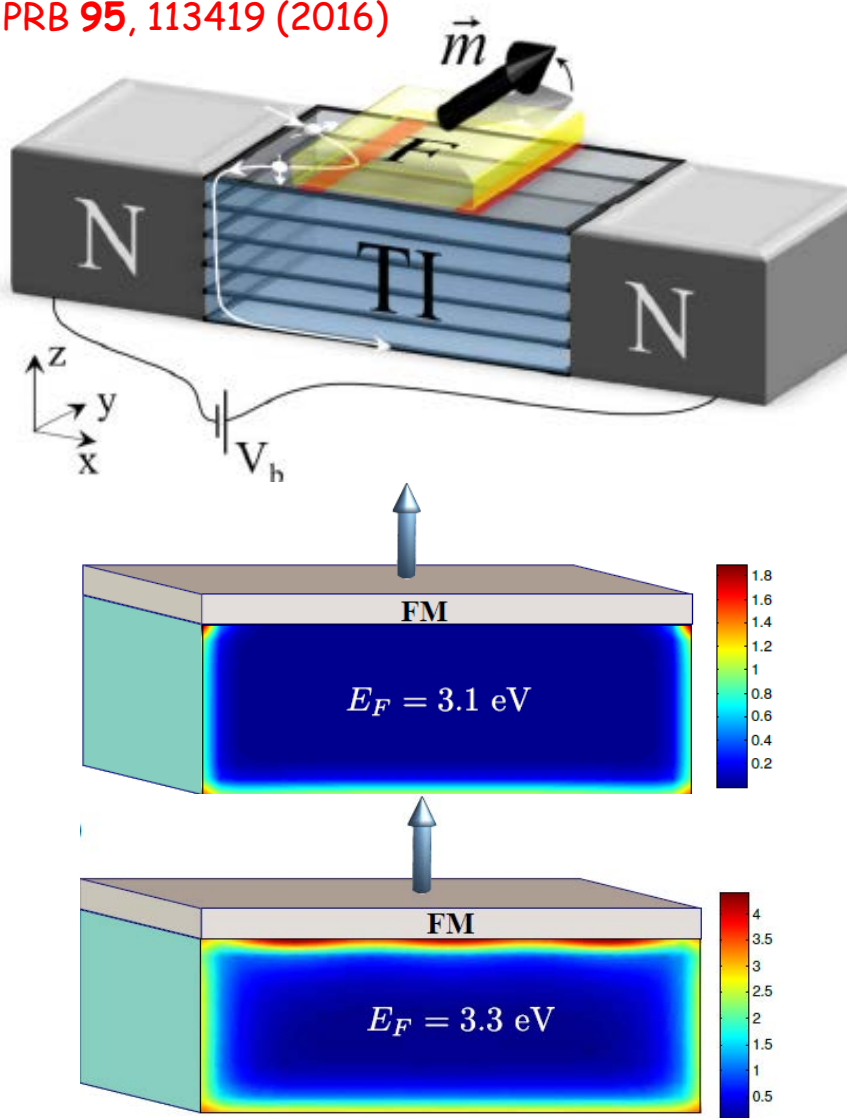 PRB 95, 113419 (2016)
m
F
N
TI
N
z
y
x
V_b
FM
E_F = 3.1 eV
1.8
1.6
1.4
1.2
1
0.8
0.6
0.4
0.2
FM
E_F = 3.3 eV
4
3.5
3
2.5
2
1.5
1
0.5